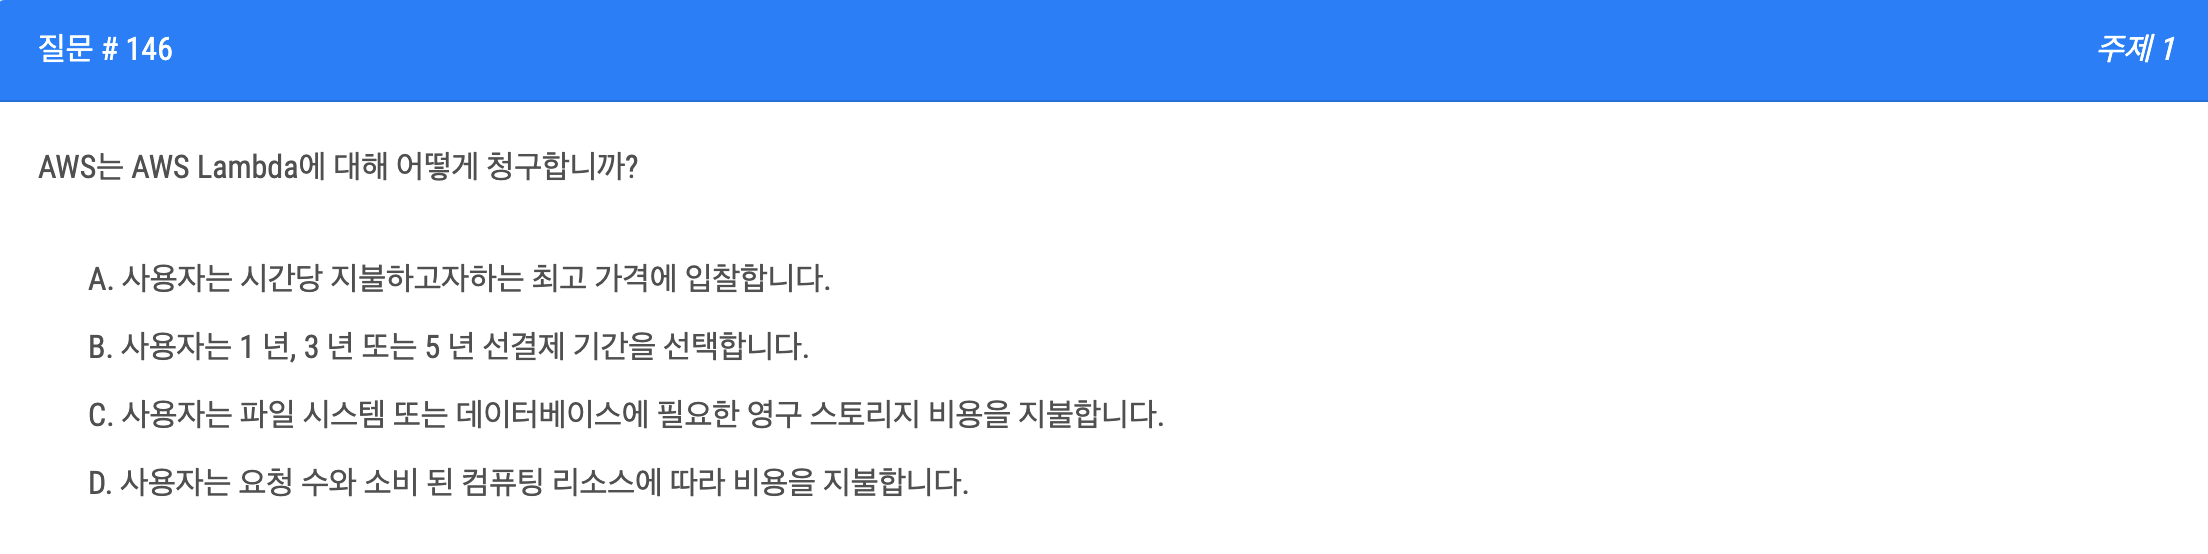 질문 # 146
주제 1
AWS는 AWS Lambda에 대해 어떻게 청구합니까?
A. 사용자는 시간당 지불하고자하는 최고 가격에 입찰합니다.
B. 사용자는 1 년, 3 년 또는 5 년 선결제 기간을 선택합니다.
C. 사용자는 파일 시스템 또는 데이터베이스에 필요한 영구 스토리지 비용을 지불합니다.
D. 사용자는 요청 수와 소비 된 컴퓨팅 리소스에 따라 비용을 지불합니다.